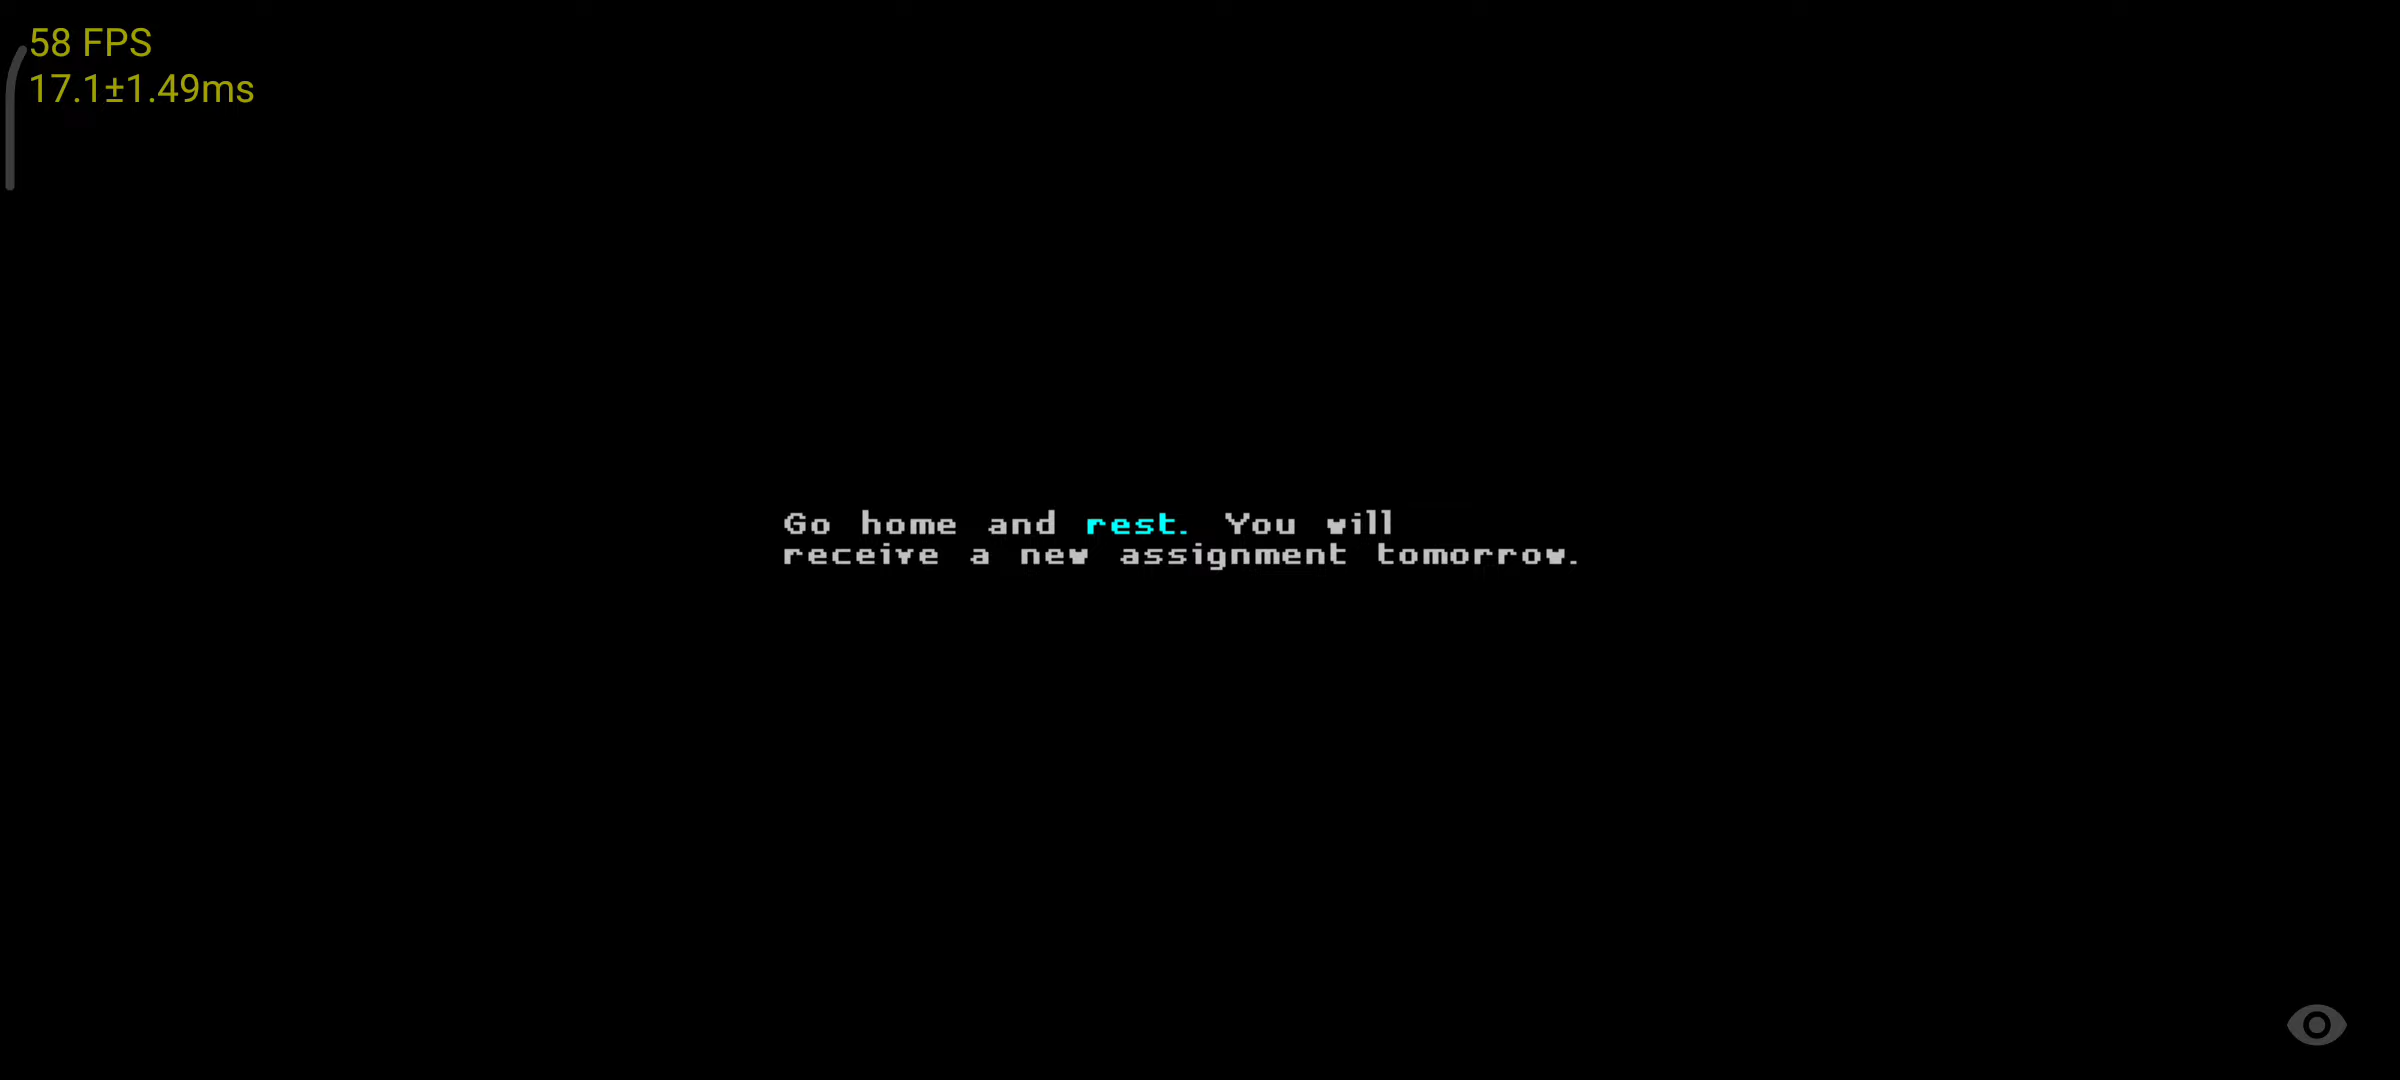 58 FPS
17.1±1.49ms
Go home and rest. You will
receive a new assignment tomorrow.